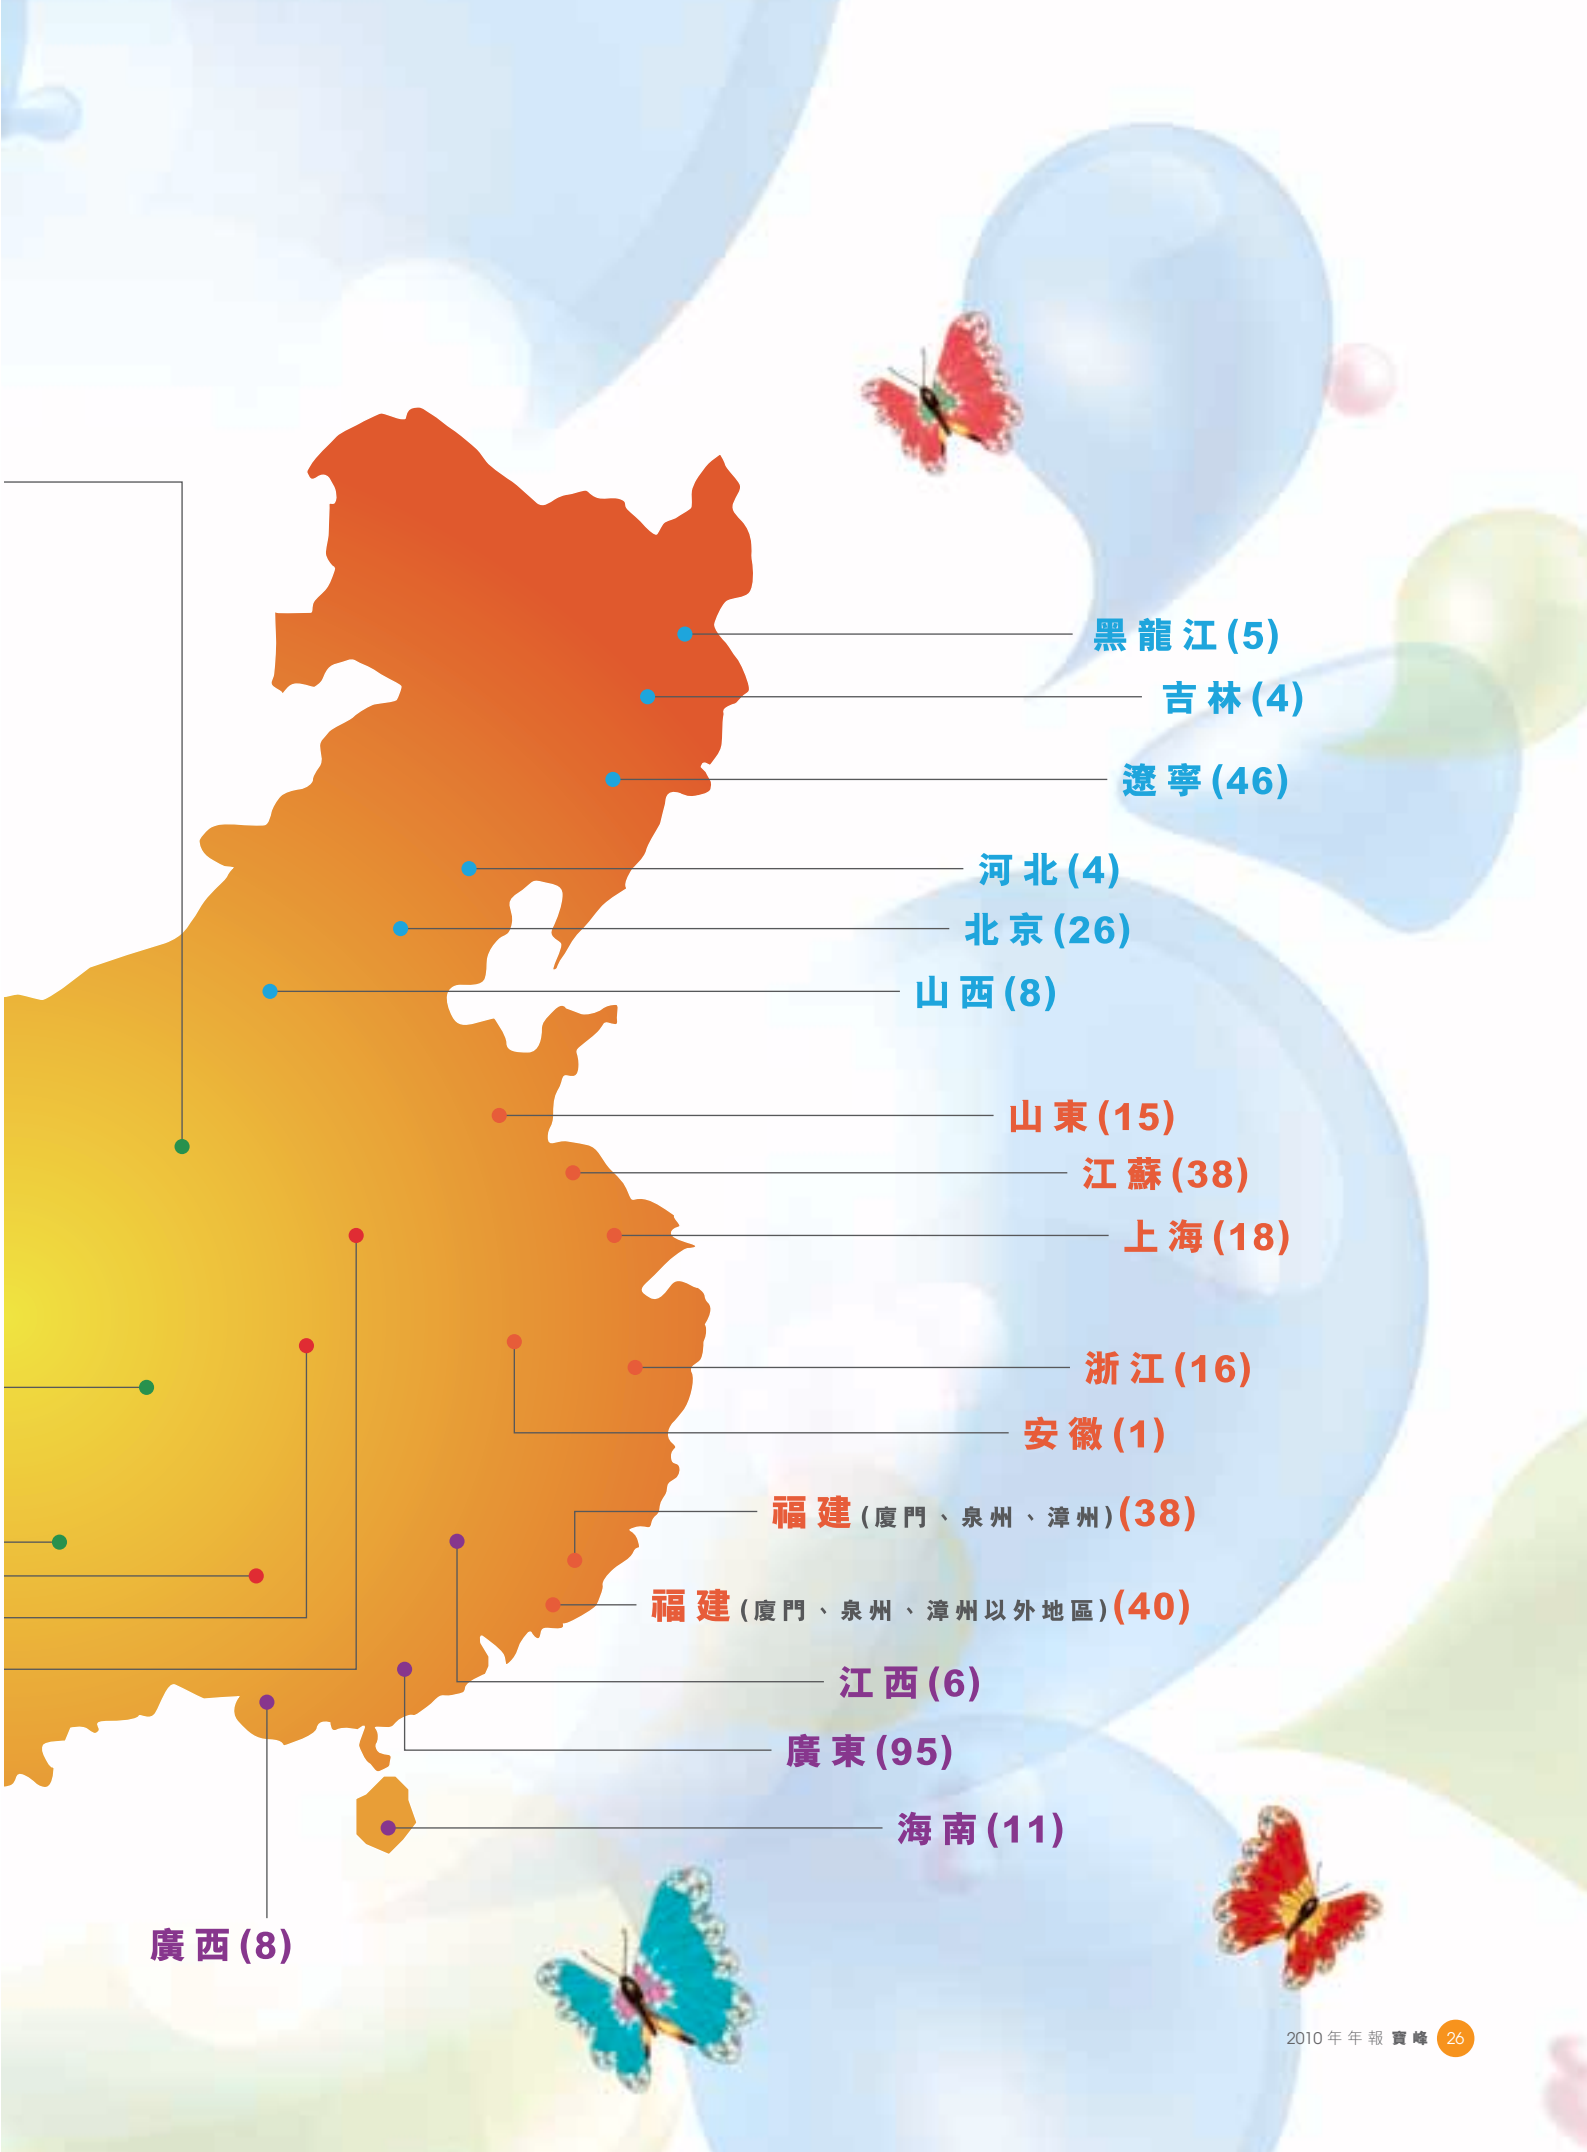 黑龍江(5)
吉林(4)
遼寧(46)
河北(4)
北京(26)
山西(8)
山東(15)
江蘇(38)
上海(18)
浙江(16)
安徽(1)
福建(廈門、泉州、漳州)(38)
福建(廈門、泉州、漳州以外地區)(40)
江西(6)
廣東(95)
海南(11)
廣西(8)
2010年年報 寶峰 26